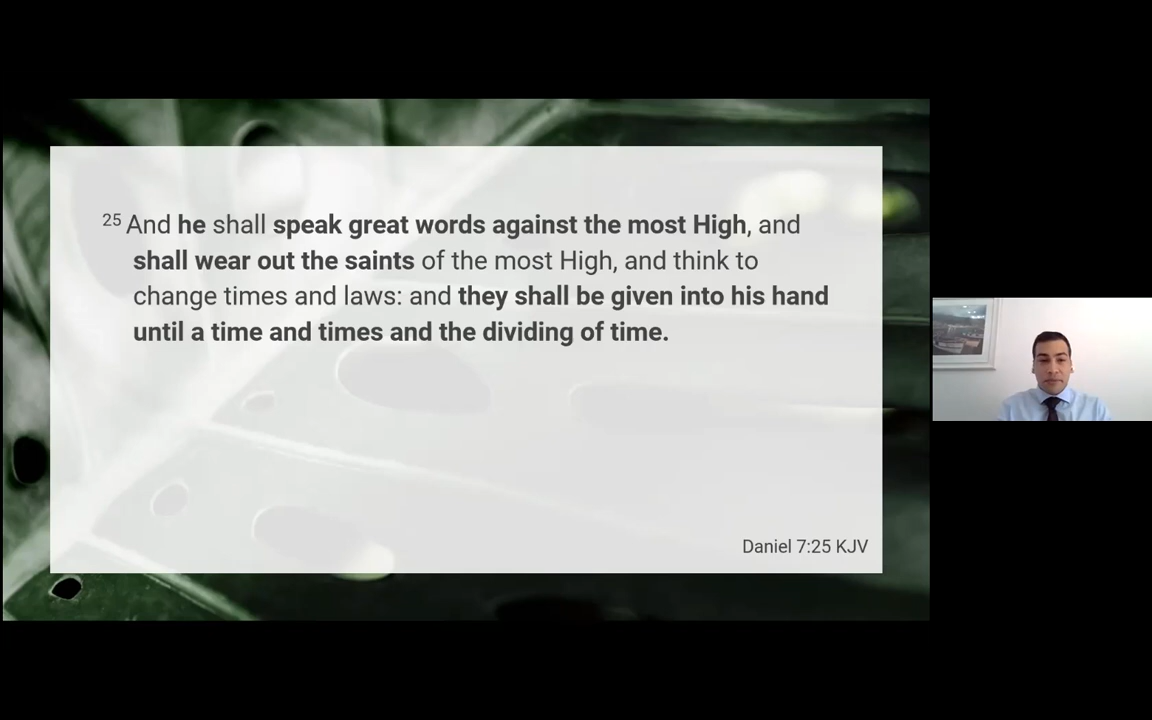 25 And he shall speak great words against the most High, and
shall wear out the saints of the most High, and think to
change times and laws: and they shall be given into his hand
until a time and times and the dividing of time.
Daniel 7:25 KJV